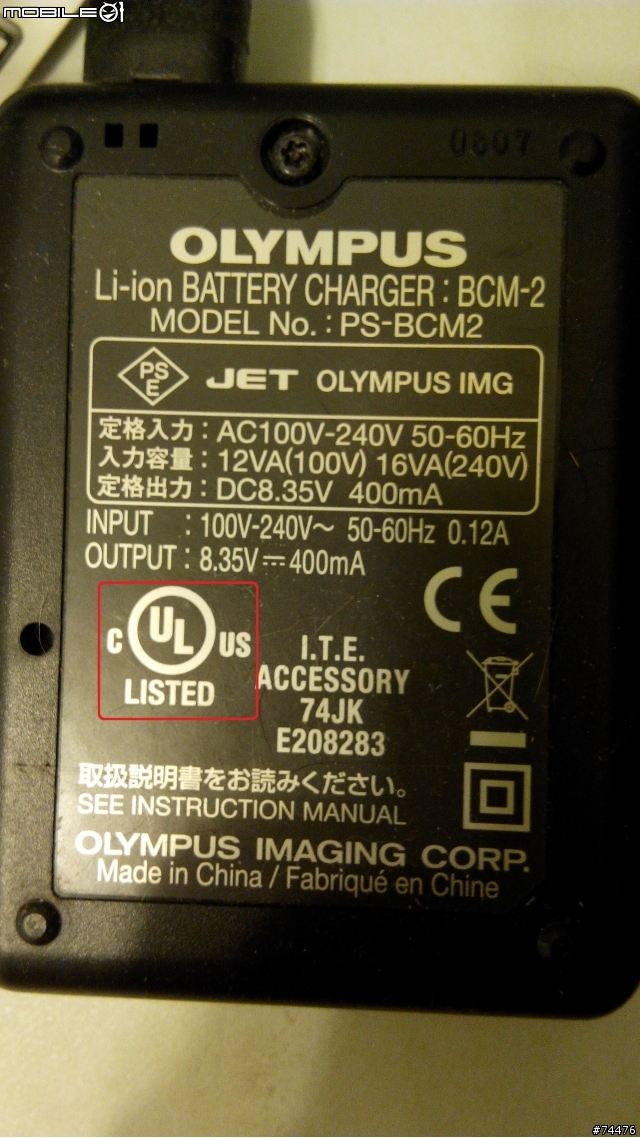 MOBILE01
0607
OLYMPUS
Li-ion BATTERY CHARGER : BCM-2
MODEL No. : PS-BCM2
PSE JET OLYMPUS IMG
定格入力 : AC100V-240V 50-60Hz
入力容量 : 12VA(100V) 16VA(240V)
定格出力 : DC8.35V 400mA
INPUT : 100V-240V～ 50-60Hz 0.12A
OUTPUT : 8.35V⎓400mA
CE
C UL US
LISTED
I.T.E.
ACCESSORY
74JK
E208283
取扱説明書をお読みください。
SEE INSTRUCTION MANUAL
OLYMPUS IMAGING CORP.
Made in China / Fabriqué en Chine
#74476